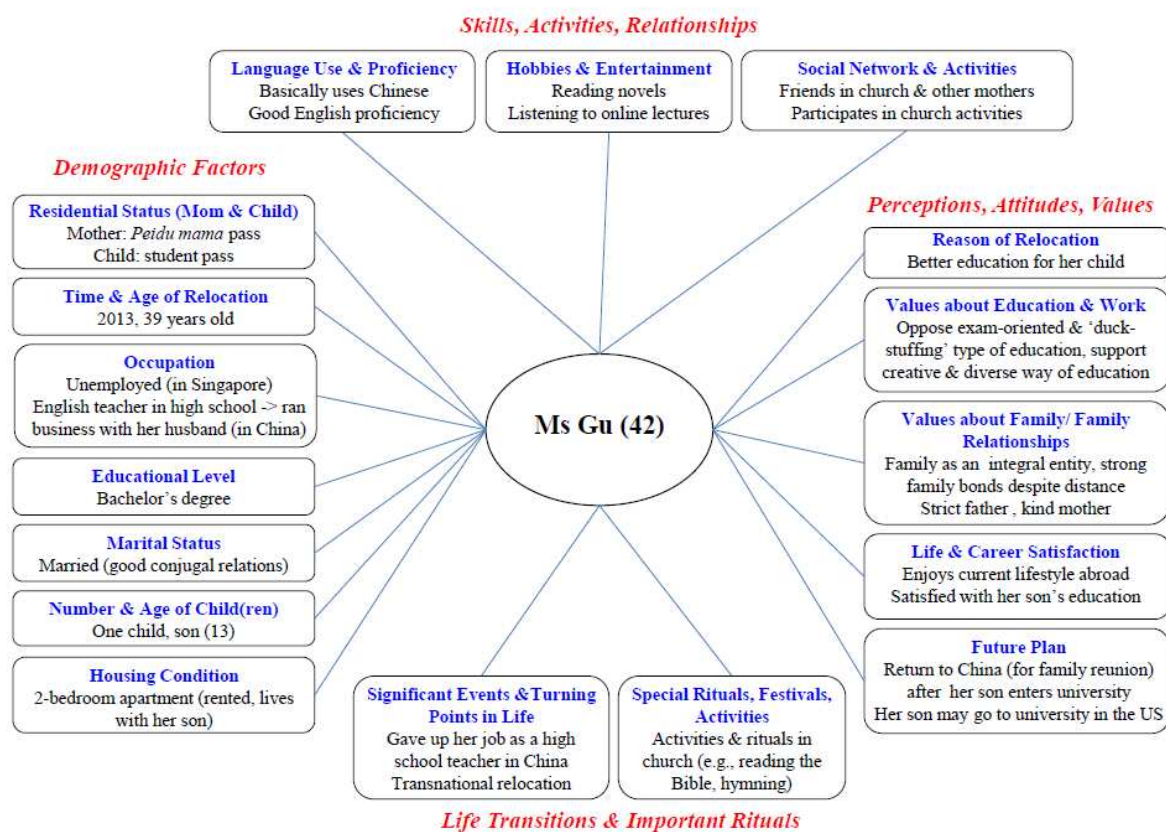 Skills, Activities, Relationships
Language Use & Proficiency
Basically uses Chinese
Good English proficiency
Hobbies & Entertainment
Reading novels
Listening to online lectures
Social Network & Activities
Friends in church & other mothers
Participates in church activities
Demographic Factors
Residential Status (Mom & Child)
Mother: Peidu mama pass
Child: student pass
Time & Age of Relocation
2013, 39 years old
Occupation
Unemployed (in Singapore)
English teacher in high school -> ran
business with her husband (in China)
Educational Level
Bachelor`s degree
Marital Status
Married (good conjugal relations)
Number & Age of Child(ren)
One child, son (13)
Housing Condition
2-bedroom apartment (rented, lives
with her son)
Ms Gu (42)
Perceptions, Attitudes, Values
Reason of Relocation
Better education for her child
Values about Education & Work
Oppose exam-oriented & ‘duck-
stuffing’ type of education, support
creative & diverse way of education
Values about Family/ Family
Relationships
Family as an integral entity, strong
family bonds despite distance
Strict father , kind mother
Life & Career Satisfaction
Enjoys current lifestyle abroad
Satisfied with her son’s education
Future Plan
Return to China (for family reunion)
after her son enters university
Her son may go to university in the US
Significant Events &Turning
Points in Life
Gave up her job as a high
school teacher in China
Transnational relocation
Special Rituals, Festivals,
Activities
Activities & rituals in
church (e.g., reading the
Bible, hymning)
Life Transitions & Important Rituals